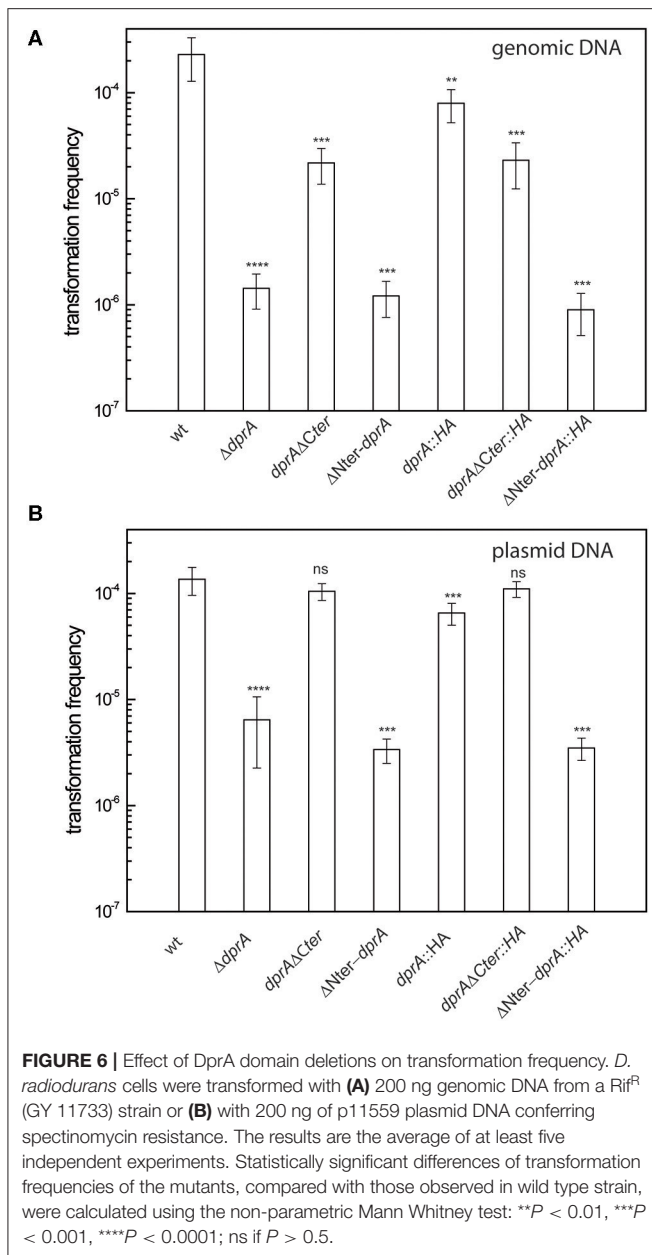 A
genomic DNA
transformation frequency
10⁻⁴
10⁻⁵
10⁻⁶
10⁻⁷
****
***
***
**
***
***
wt
ΔdprA
dprAΔCter
ΔNter-dprA
dprA::HA
dprAΔCter::HA
ΔNter-dprA::HA
B
plasmid DNA
transformation frequency
10⁻⁴
10⁻⁵
10⁻⁶
10⁻⁷
****
ns
***
***
ns
***
wt
ΔdprA
dprAΔCter
ΔNter–dprA
dprA::HA
dprAΔCter::HA
ΔNter–dprA::HA
FIGURE 6 | Effect of DprA domain deletions on transformation frequency. D.
radiodurans cells were transformed with (A) 200 ng genomic DNA from a Rifᴿ
(GY 11733) strain or (B) with 200 ng of p11559 plasmid DNA conferring
spectinomycin resistance. The results are the average of at least five
independent experiments. Statistically significant differences of transformation
frequencies of the mutants, compared with those observed in wild type strain,
were calculated using the non-parametric Mann Whitney test: **P < 0.01, ***P
< 0.001, ****P < 0.0001; ns if P > 0.5.